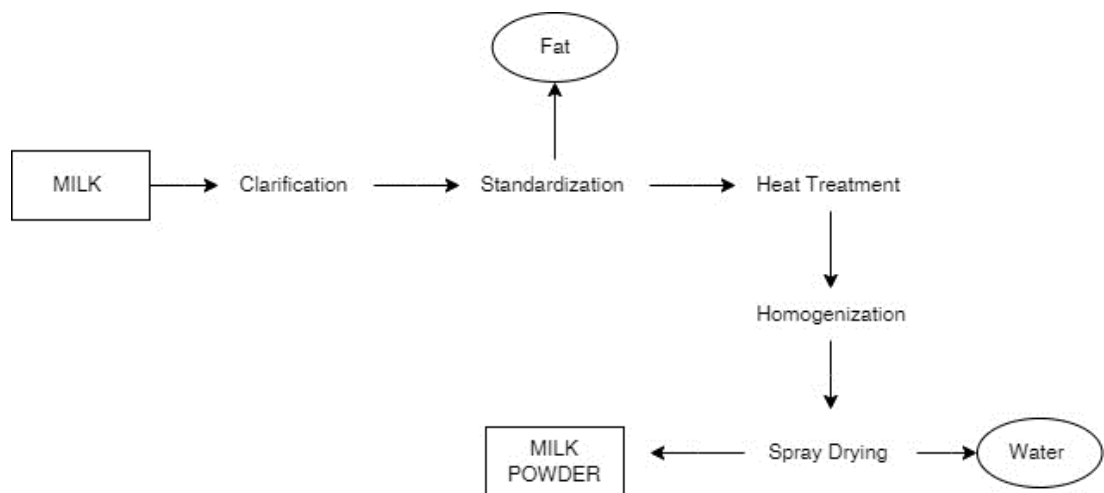 Fat
MILK
Clarification
Standardization
Heat Treatment
Homogenization
MILK
POWDER
Spray Drying
Water